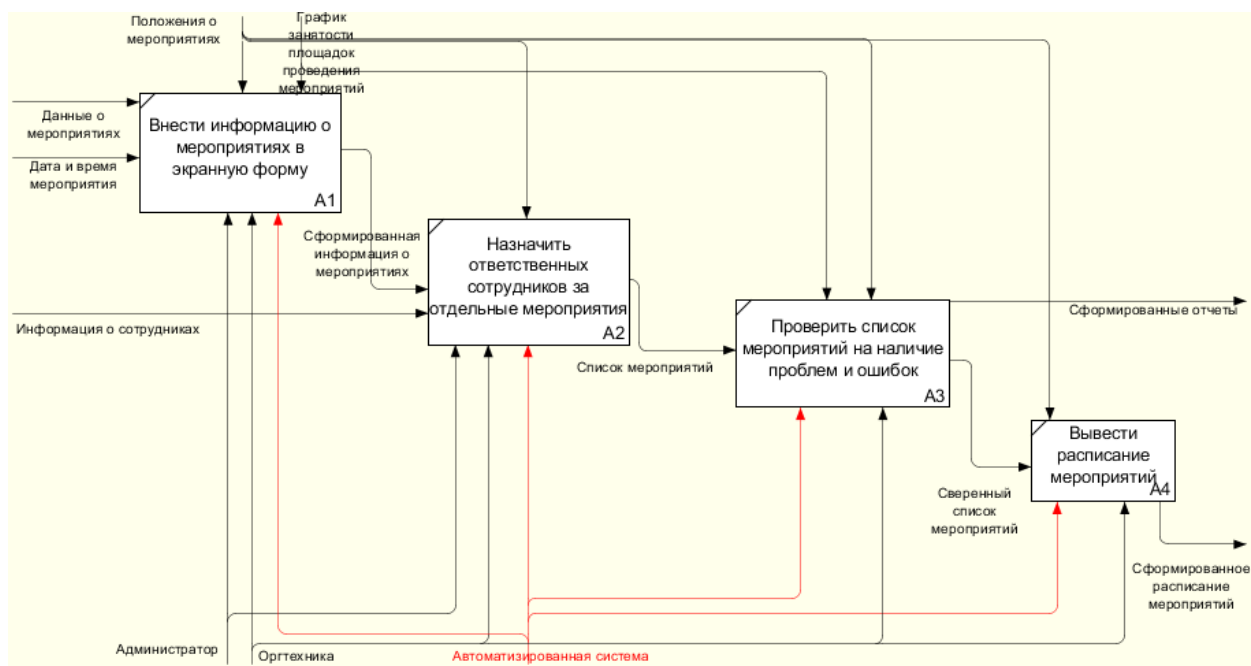 Положения о
мероприятиях
График
занятости
площадок
проведения
мероприятий
Данные о
мероприятиях
Дата и время
мероприятия
Внести информацию о
мероприятиях в
экранную форму
A1
Сформированная
информация о
мероприятиях
Информация о сотрудниках
Назначить
ответственных
сотрудников за
отдельные мероприятия
A2
Список мероприятий
Проверить список
мероприятий на наличие
проблем и ошибок
A3
Сформированные отчеты
Сверенный
список
мероприятий
Вывести
расписание
мероприятий
A4
Сформированное
расписание
мероприятий
Администратор
Оргтехника
Автоматизированная система